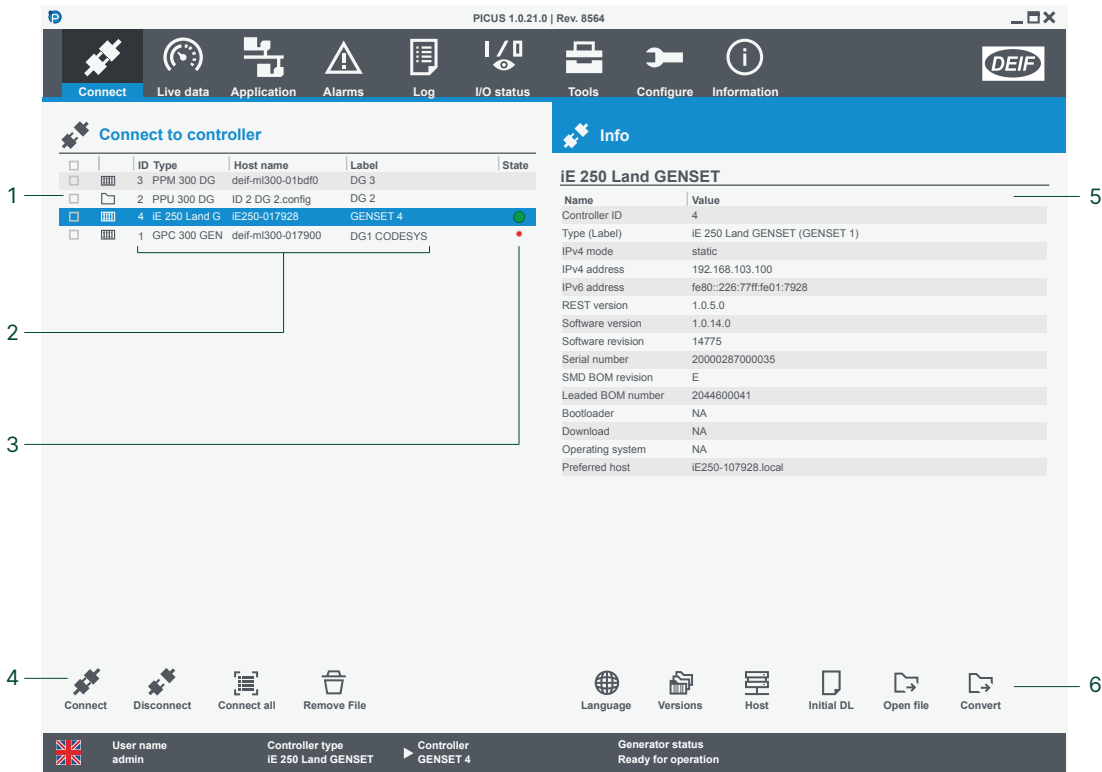 PICUS 1.0.21.0 | Rev. 8564
DEIF
Connect Live data Application Alarms Log I/O status Tools Configure Information
Connect to controller
Info
ID Type Host name Label State
3 PPM 300 DG deif-ml300-01bdf0 DG 3
1
2 PPU 300 DG ID 2 DG 2.config DG 2
4 iE 250 Land G iE250-017928 GENSET 4
1 GPC 300 GEN deif-ml300-017900 DG1 CODESYS
2
3
iE 250 Land GENSET
5
Name Value
Controller ID 4
Type (Label) iE 250 Land GENSET (GENSET 1)
IPv4 mode static
IPv4 address 192.168.103.100
IPv6 address fe80::226:77ff:fe01:7928
REST version 1.0.5.0
Software version 1.0.14.0
Software revision 14775
Serial number 20000287000035
SMD BOM revision E
Leaded BOM number 2044600041
Bootloader NA
Download NA
Operating system NA
Preferred host iE250-107928.local
4
Connect Disconnect Connect all Remove File
Language Versions Host Initial DL Open file Convert
6
User name Controller type Controller Generator status
admin iE 250 Land GENSET GENSET 4 Ready for operation